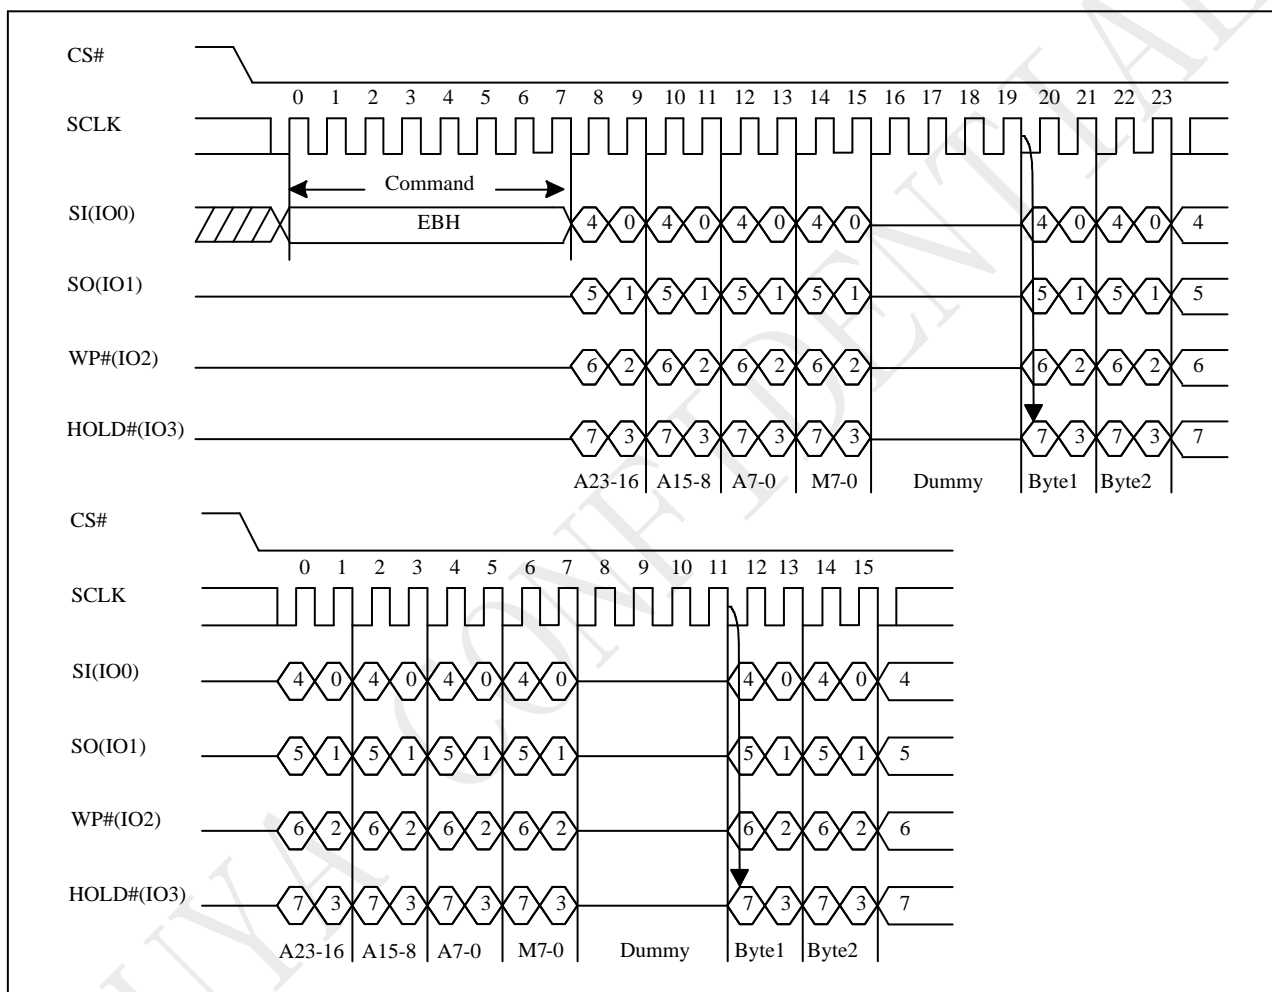 CS#
0 1 2 3 4 5 6 7 8 9 10 11 12 13 14 15 16 17 18 19 20 21 22 23
SCLK
Command
SI(IO0) EBH 4 0 4 0 4 0 4 0 4 0 4 0 4
SO(IO1) 5 1 5 1 5 1 5 1 5 1 5 1 5
WP#(IO2) 6 2 6 2 6 2 6 2 6 2 6 2 6
HOLD#(IO3) 7 3 7 3 7 3 7 3 7 3 7 3 7
A23-16 A15-8 A7-0 M7-0 Dummy Byte1 Byte2
CS#
0 1 2 3 4 5 6 7 8 9 10 11 12 13 14 15
SCLK
SI(IO0) 4 0 4 0 4 0 4 0 4 0 4 0 4
SO(IO1) 5 1 5 1 5 1 5 1 5 1 5 1 5
WP#(IO2) 6 2 6 2 6 2 6 2 6 2 6 2 6
HOLD#(IO3) 7 3 7 3 7 3 7 3 7 3 7 3 7
A23-16 A15-8 A7-0 M7-0 Dummy Byte1 Byte2
UYA CONFIDENTIAL